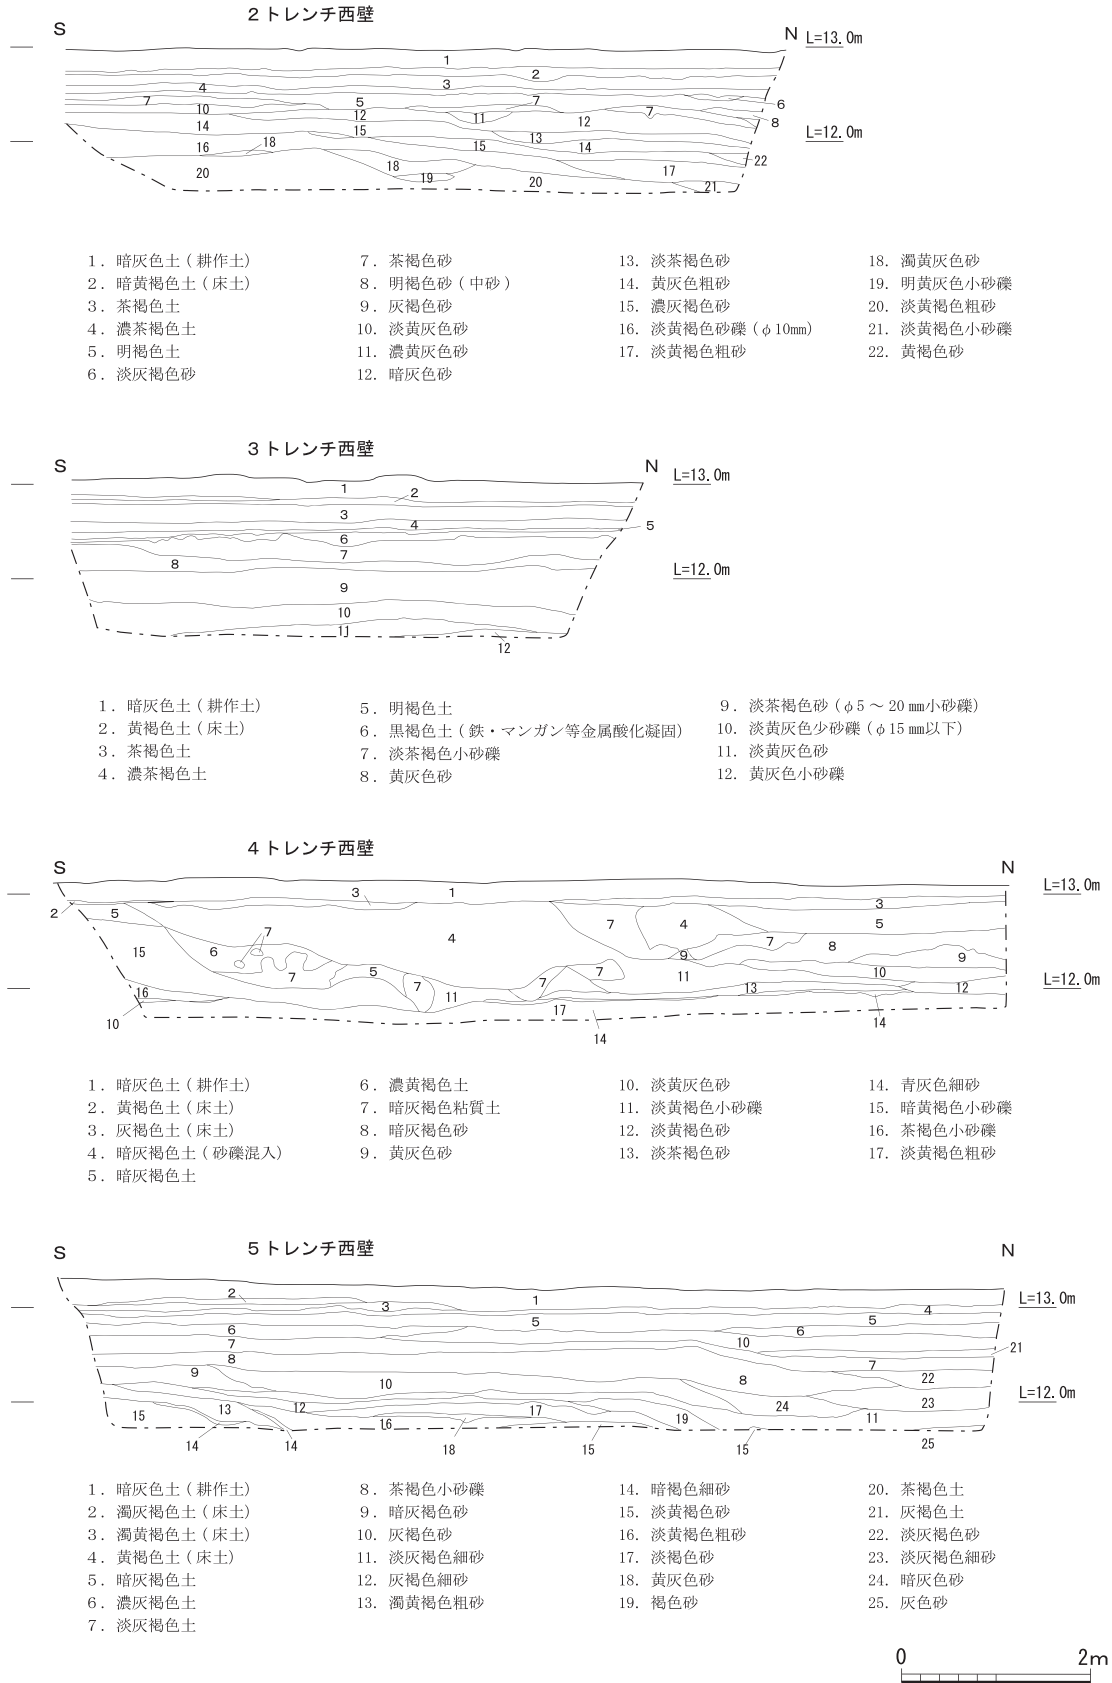 ２トレンチ西壁
S
N L=13.0m
1
2
3
4
5
6
7
7
7
8
10
11
12
12
13
14
14
15
15
16
17
18
18
19
20
20
21
22
L=12.0m
１．暗灰色土（耕作土）
２．暗黄褐色土（床土）
３．茶褐色土
４．濃茶褐色土
５．明褐色土
６．淡灰褐色砂
７．茶褐色砂
８．明褐色砂（中砂）
９．灰褐色砂
10．淡黄灰色砂
11．濃黄灰色砂
12．暗灰色砂
13．淡茶褐色砂
14．黄灰色粗砂
15．濃灰褐色砂
16．淡黄褐色砂礫（φ10㎜）
17．淡黄褐色粗砂
18．濁黄灰色砂
19．明黄灰色小砂礫
20．淡黄褐色粗砂
21．淡黄褐色小砂礫
22．黄褐色砂
３トレンチ西壁
S
N L=13.0m
1
2
3
4
5
6
7
8
9
10
11
12
L=12.0m
１．暗灰色土（耕作土）
２．黄褐色土（床土）
３．茶褐色土
４．濃茶褐色土
５．明褐色土
６．黒褐色土（鉄・マンガン等金属酸化凝固）
７．淡茶褐色小砂礫
８．黄灰色砂
９．淡茶褐色砂（φ５～20㎜小砂礫）
10．淡黄灰色少砂礫（φ15㎜以下）
11．淡黄灰色砂
12．黄灰色小砂礫
４トレンチ西壁
S
N
L=13.0m
1
2
3
3
4
4
5
5
5
6
7
7
7
7
7
7
7
8
9
9
10
10
11
11
12
13
14
14
15
16
17
L=12.0m
１．暗灰色土（耕作土）
２．黄褐色土（床土）
３．灰褐色土（床土）
４．暗灰褐色土（砂礫混入）
５．暗灰褐色土
６．濃黄褐色土
７．暗灰褐色粘質土
８．暗灰褐色砂
９．黄灰色砂
10．淡黄灰色砂
11．淡黄褐色小砂礫
12．淡黄褐色砂
13．淡茶褐色砂
14．青灰色細砂
15．暗黄褐色小砂礫
16．茶褐色小砂礫
17．淡黄褐色粗砂
５トレンチ西壁
S
N
L=13.0m
1
2
3
4
5
5
6
6
7
7
8
8
9
10
10
11
12
13
14
14
15
15
15
16
17
18
19
21
22
23
24
25
L=12.0m
１．暗灰色土（耕作土）
２．濁灰褐色土（床土）
３．濁黄褐色土（床土）
４．黄褐色土（床土）
５．暗灰褐色土
６．濃灰褐色土
７．淡灰褐色土
８．茶褐色小砂礫
９．暗灰褐色砂
10．灰褐色砂
11．淡灰褐色細砂
12．灰褐色細砂
13．濁黄褐色粗砂
14．暗褐色細砂
15．淡黄褐色砂
16．淡黄褐色粗砂
17．淡褐色砂
18．黄灰色砂
19．褐色砂
20．茶褐色土
21．灰褐色土
22．淡灰褐色砂
23．淡灰褐色細砂
24．暗灰色砂
25．灰色砂
0 2m